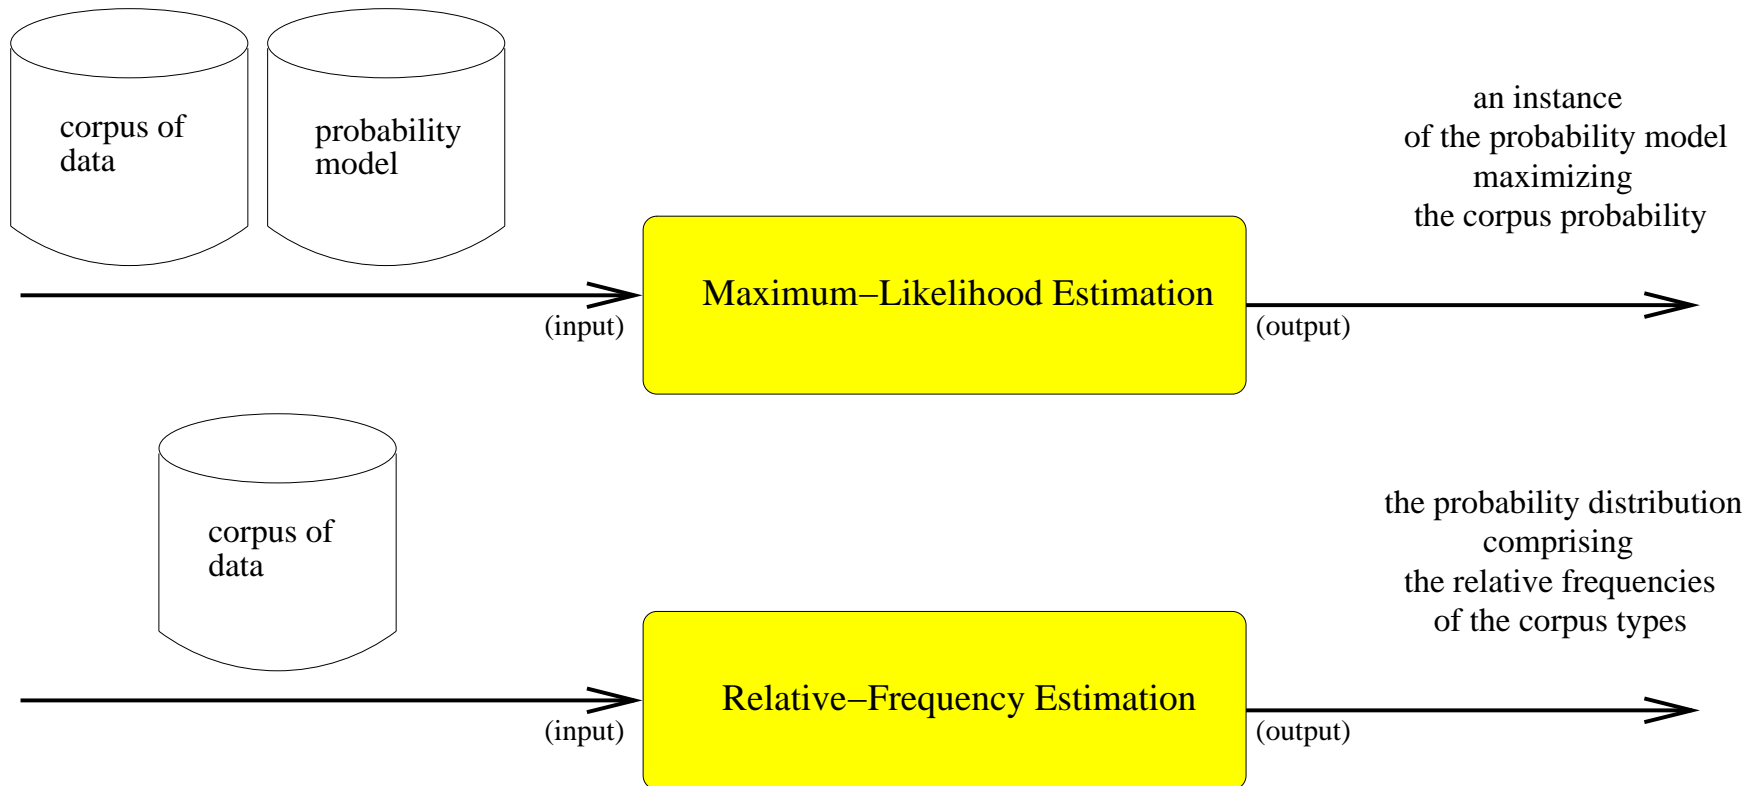 corpus of
data
probability
model
(input)
Maximum−Likelihood Estimation
(output)
an instance
of the probability model
maximizing
the corpus probability
corpus of
data
(input)
Relative−Frequency Estimation
(output)
the probability distribution
comprising
the relative frequencies
of the corpus types